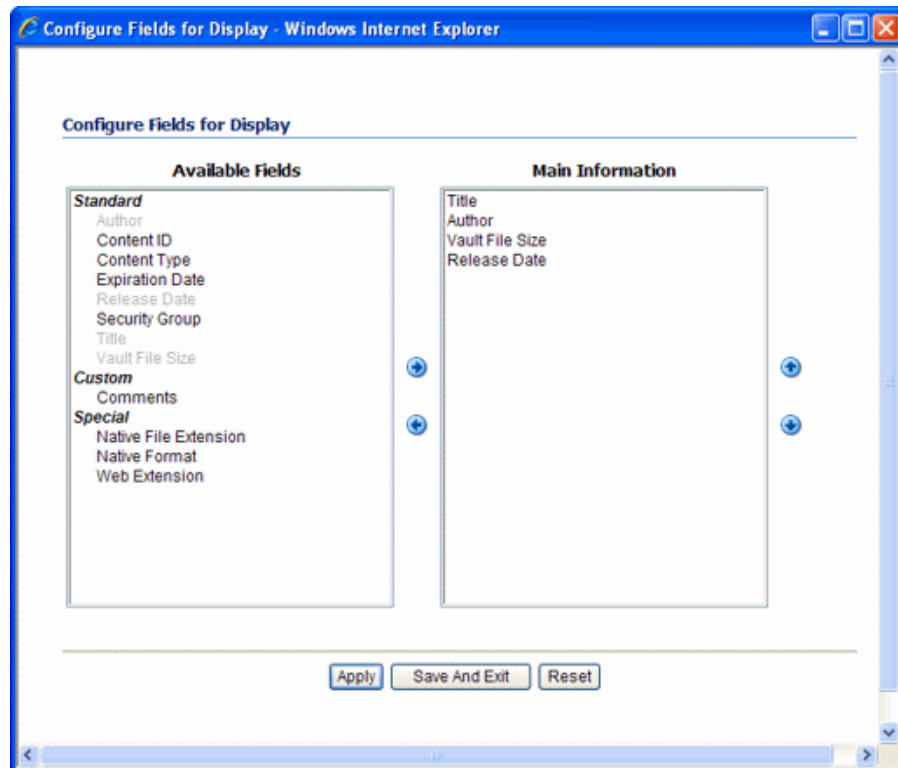 Configure Fields for Display - Windows Internet Explorer
Configure Fields for Display
Available Fields
Standard
Author
Content ID
Content Type
Expiration Date
Release Date
Security Group
Title
Vault File Size
Custom
Comments
Special
Native File Extension
Native Format
Web Extension
Main Information
Title
Author
Vault File Size
Release Date
Apply
Save And Exit
Reset